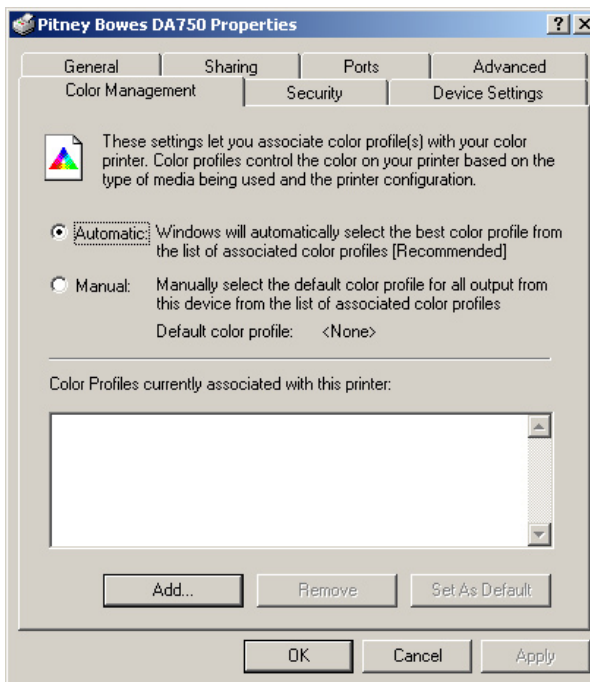 Pitney Bowes DA750 Properties
General Sharing Ports Advanced
Color Management Security Device Settings
These settings let you associate color profile(s) with your color
printer. Color profiles control the color on your printer based on the
type of media being used and the printer configuration.
Automatic: Windows will automatically select the best color profile from
the list of associated color profiles [Recommended]
Manual: Manually select the default color profile for all output from
this device from the list of associated color profiles
Default color profile: <None>
Color Profiles currently associated with this printer:
Add... Remove Set As Default
OK Cancel Apply